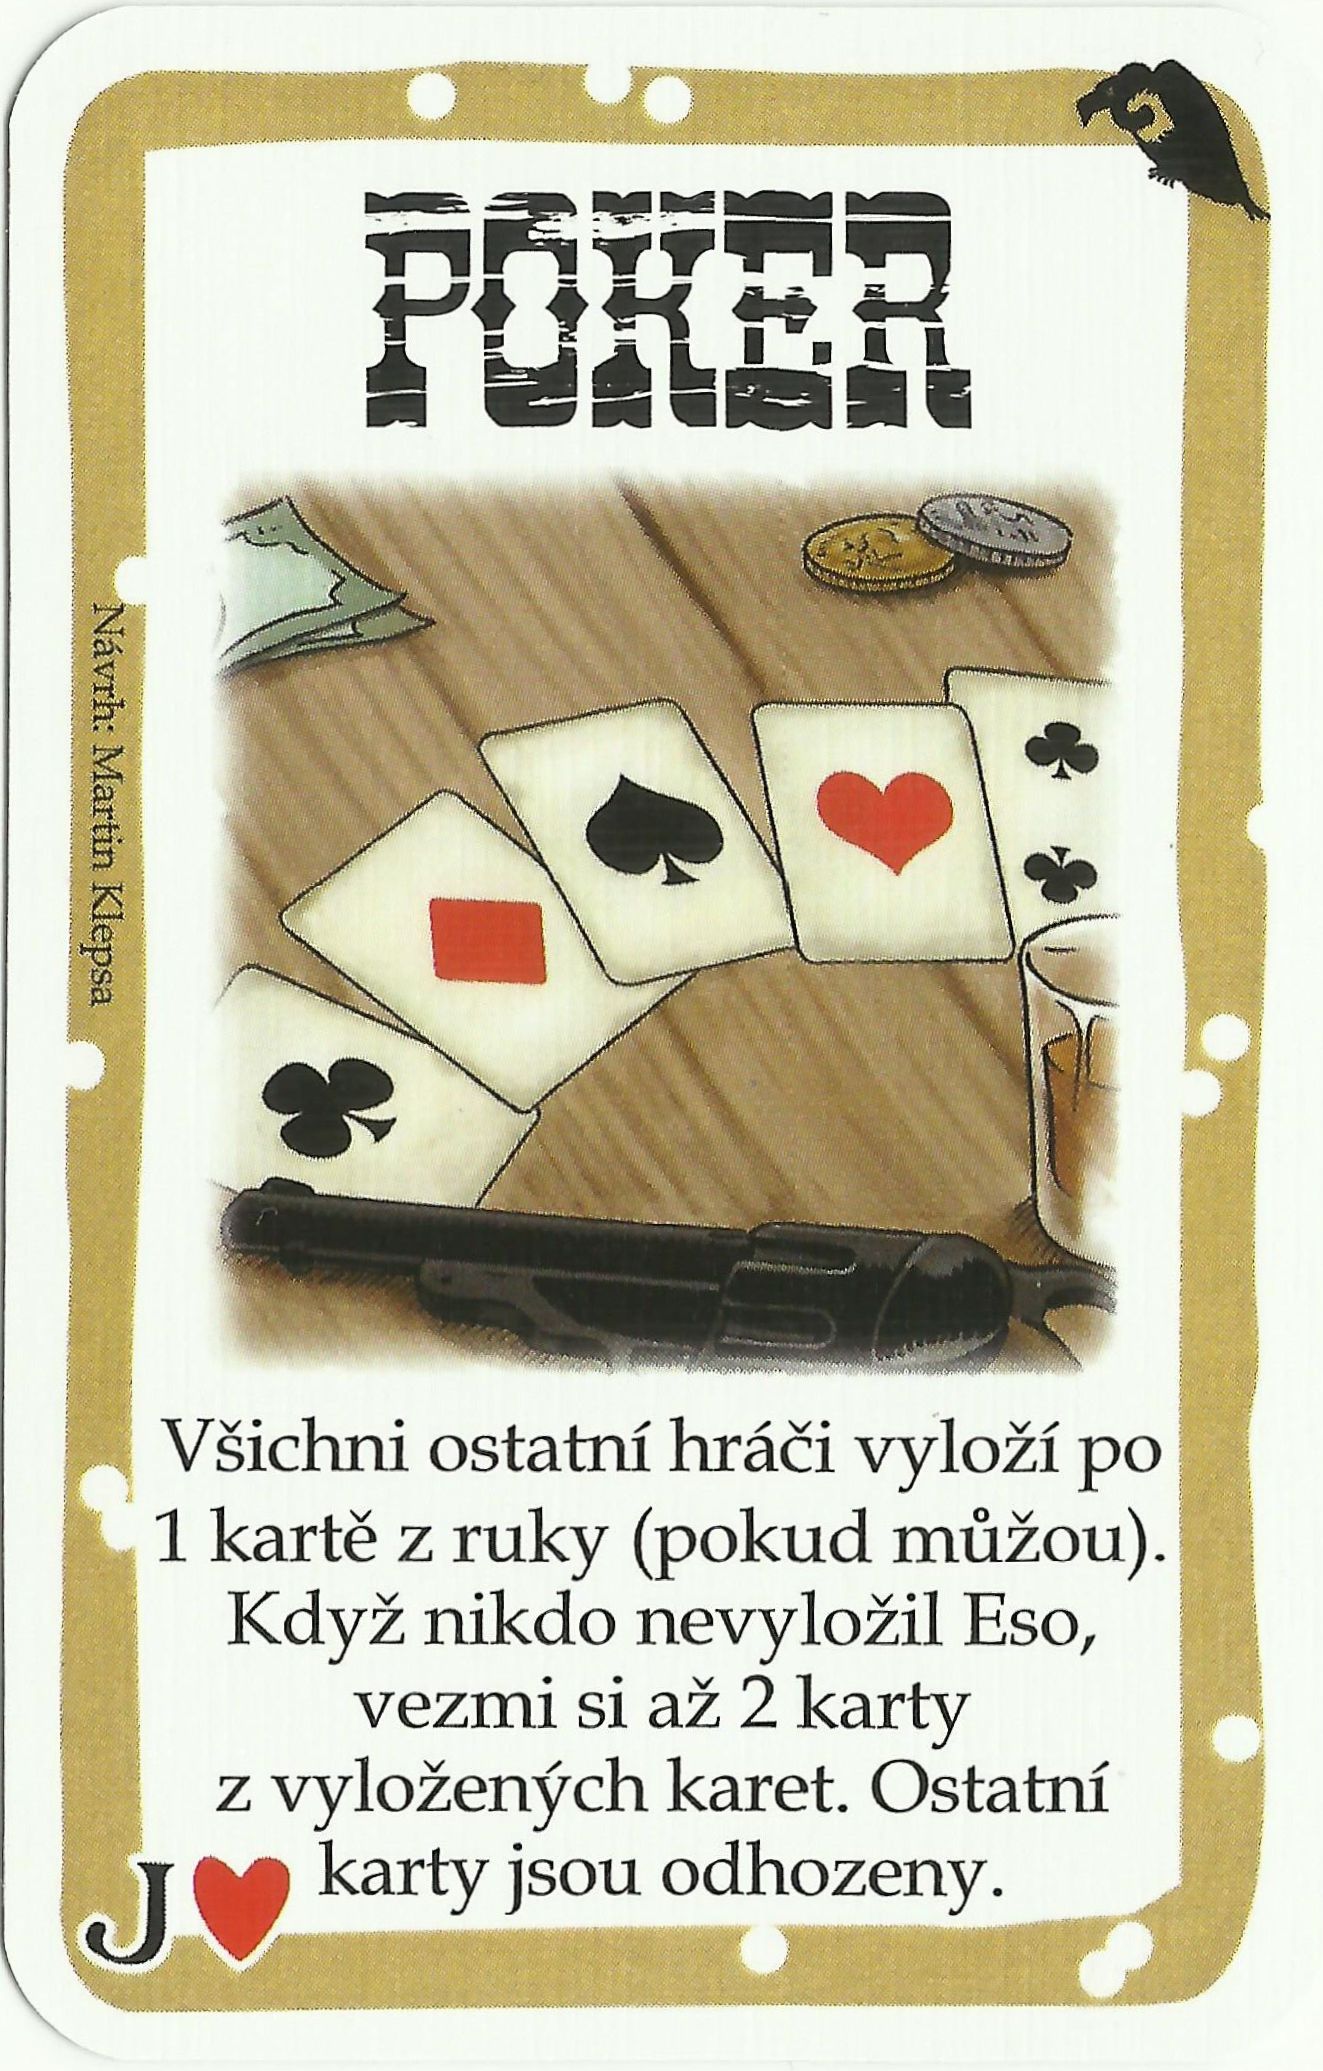 POKER
Návrh: Martin Klepsa
Všichni ostatní hráči vyloží po
1 kartě z ruky (pokud můžou).
Když nikdo nevyložil Eso,
vezmi si až 2 karty
z vyložených karet. Ostatní
karty jsou odhozeny.
J